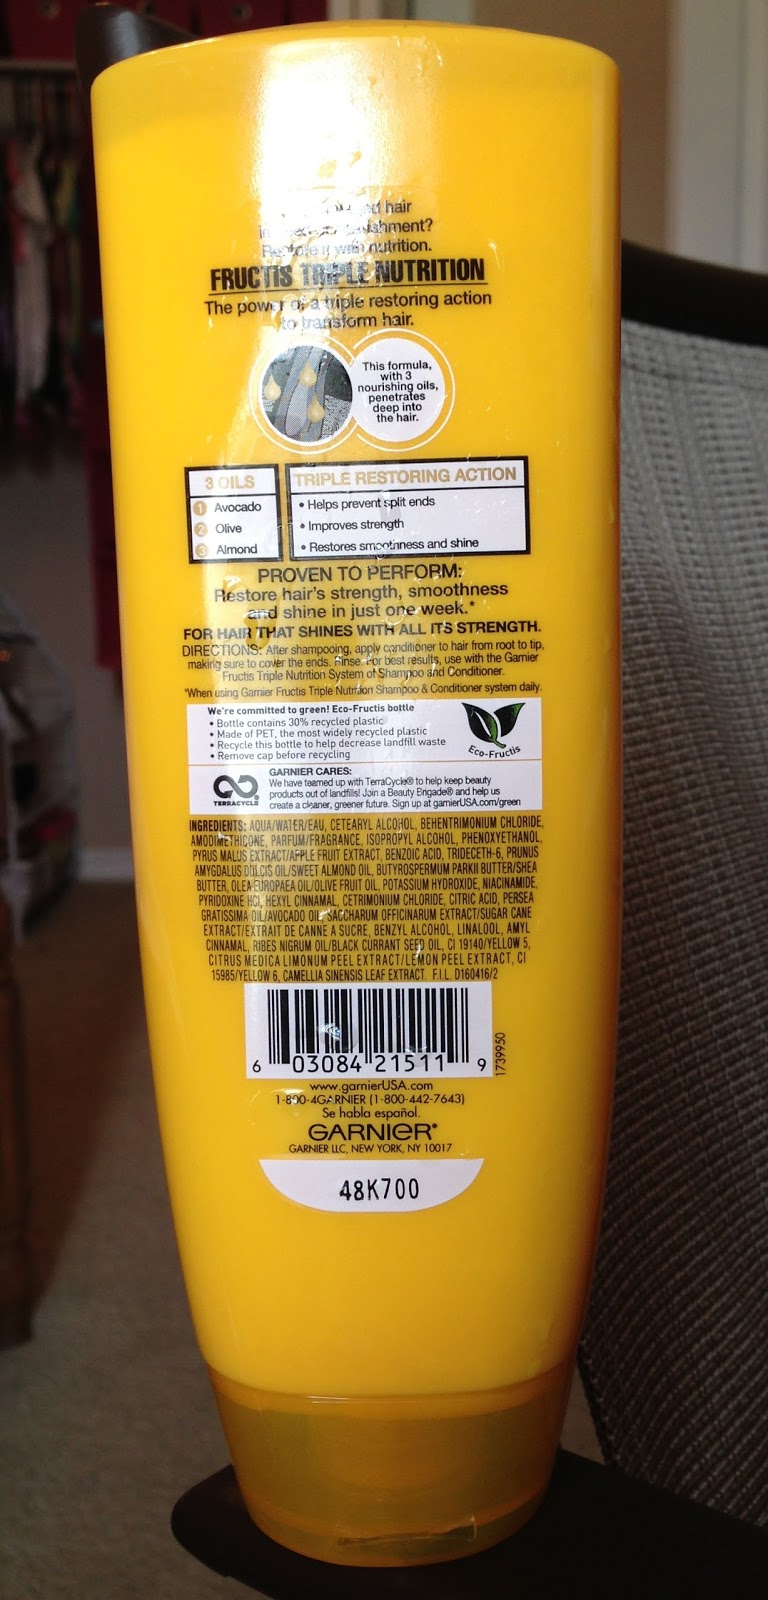 hair
Restore it with nutrition.
FRUCTIS TRIPLE NUTRITION
The power of a triple restoring action
to transform hair.
This formula,
with 3
nourishing oils,
penetrates
deep into
the hair.
3 OILS
1 Avocado
2 Olive
3 Almond
TRIPLE RESTORING ACTION
• Helps prevent split ends
• Improves strength
• Restores smoothness and shine
PROVEN TO PERFORM:
Restore hair's strength, smoothness
and shine in just one week.*
FOR HAIR THAT SHINES WITH ALL ITS STRENGTH.
DIRECTIONS: After shampooing, apply conditioner to hair from root to tip,
making sure to cover the ends. Rinse. For best results, use with the Garnier
Fructis Triple Nutrition System of Shampoo and Conditioner.
*When using Garnier Fructis Triple Nutrition Shampoo & Conditioner system daily.
We're committed to green! Eco-Fructis bottle
• Bottle contains 30% recycled plastic
• Made of PET, the most widely recycled plastic
• Recycle this bottle to help decrease landfill waste
• Remove cap before recycling
Eco-Fructis
TERRACYCLE
GARNIER CARES:
We have teamed up with TerraCycle® to help keep beauty
products out of landfills! Join a Beauty Brigade® and help us
create a cleaner, greener future. Sign up at garnierUSA.com/green
INGREDIENTS: AQUA/WATER/EAU, CETEARYL ALCOHOL, BEHENTRIMONIUM CHLORIDE,
AMODIMETHICONE, PARFUM/FRAGRANCE, ISOPROPYL ALCOHOL, PHENOXYETHANOL,
PYRUS MALUS EXTRACT/APPLE FRUIT EXTRACT, BENZOIC ACID, TRIDECETH-6, PRUNUS
AMYGDALUS DULCIS OIL/SWEET ALMOND OIL, BUTYROSPERMUM PARKII BUTTER/SHEA
BUTTER, OLEA EUROPAEA OIL/OLIVE FRUIT OIL, POTASSIUM HYDROXIDE, NIACINAMIDE,
PYRIDOXINE HCl, HEXYL CINNAMAL, CETRIMONIUM CHLORIDE, CITRIC ACID, PERSEA
GRATISSIMA OIL/AVOCADO OIL, SACCHARUM OFFICINARUM EXTRACT/SUGAR CANE
EXTRACT/EXTRAIT DE CANNE A SUCRE, BENZYL ALCOHOL, LINALOOL, AMYL
CINNAMAL, RIBES NIGRUM OIL/BLACK CURRANT SEED OIL, CI 19140/YELLOW 5,
CITRUS MEDICA LIMONUM PEEL EXTRACT/LEMON PEEL EXTRACT, CI
15985/YELLOW 6, CAMELLIA SINENSIS LEAF EXTRACT. F.I.L. D160416/2
6 03084 21511 9
1739950
www.garnierUSA.com
1-800-4GARNIER (1-800-442-7643)
Se habla español.
GARNIER®
GARNIER LLC, NEW YORK, NY 10017
48K700